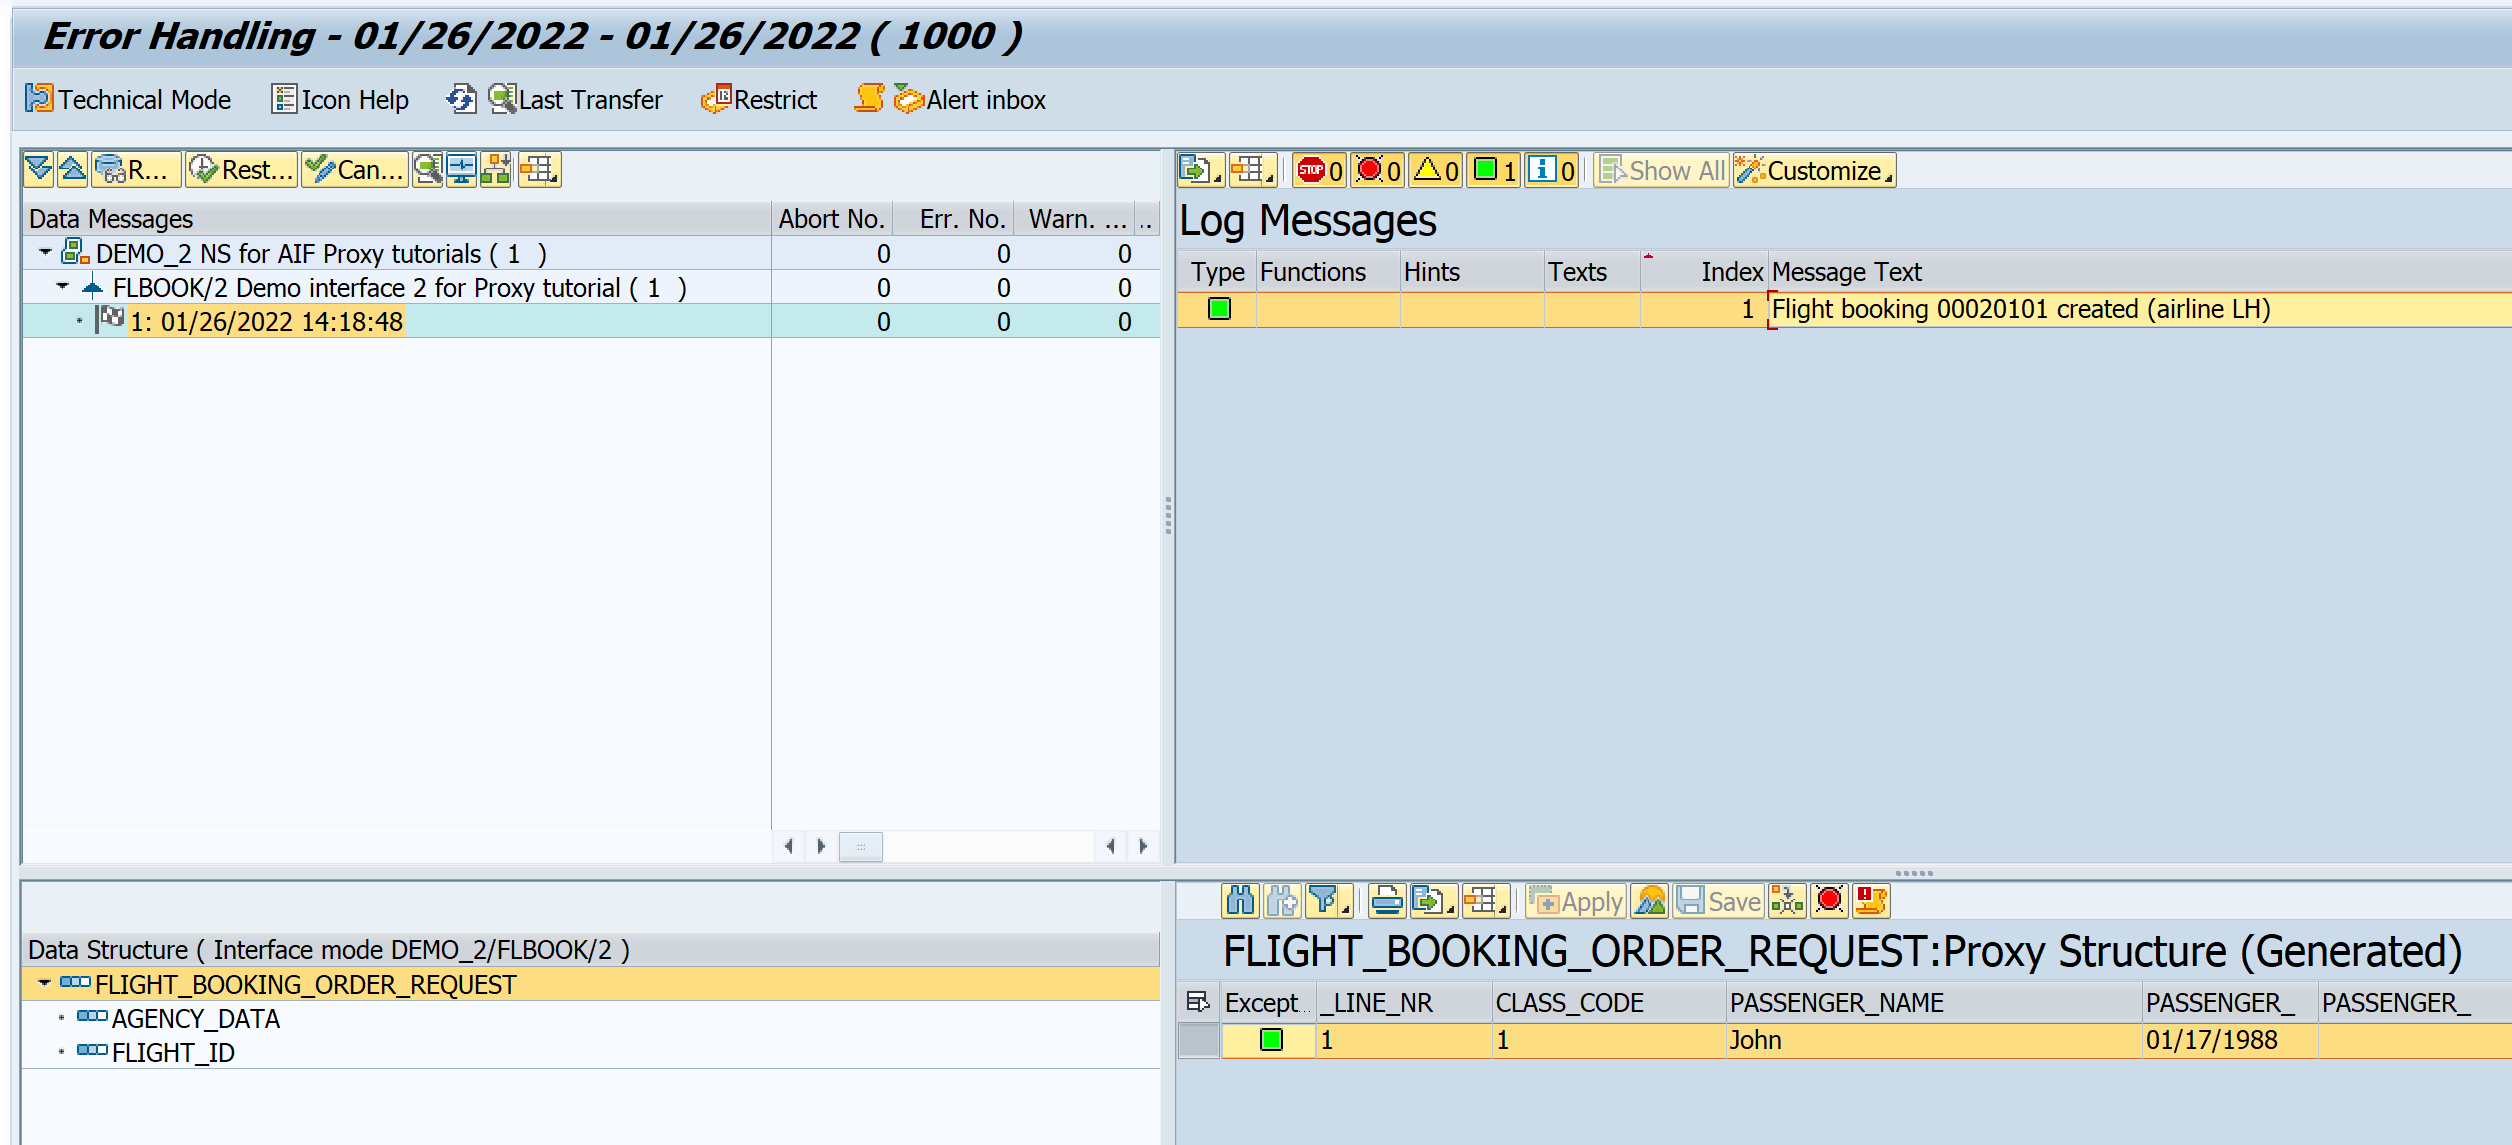 Error Handling - 01/26/2022 - 01/26/2022 ( 1000 )
Technical Mode Icon Help Last Transfer Restrict Alert inbox
R... Rest... Can...
Data Messages Abort No. Err. No. Warn. ... ..
DEMO_2 NS for AIF Proxy tutorials ( 1 ) 0 0 0
FLBOOK/2 Demo interface 2 for Proxy tutorial ( 1 ) 0 0 0
1: 01/26/2022 14:18:48 0 0 0
STOP 0 0 0 1 0 Show All Customize
Log Messages
Type Functions Hints Texts Index Message Text
1 Flight booking 00020101 created (airline LH)
Data Structure ( Interface mode DEMO_2/FLBOOK/2 )
FLIGHT_BOOKING_ORDER_REQUEST
AGENCY_DATA
FLIGHT_ID
Apply Save
FLIGHT_BOOKING_ORDER_REQUEST:Proxy Structure (Generated)
Except... _LINE_NR CLASS_CODE PASSENGER_NAME PASSENGER_ PASSENGER_
1 1 John 01/17/1988